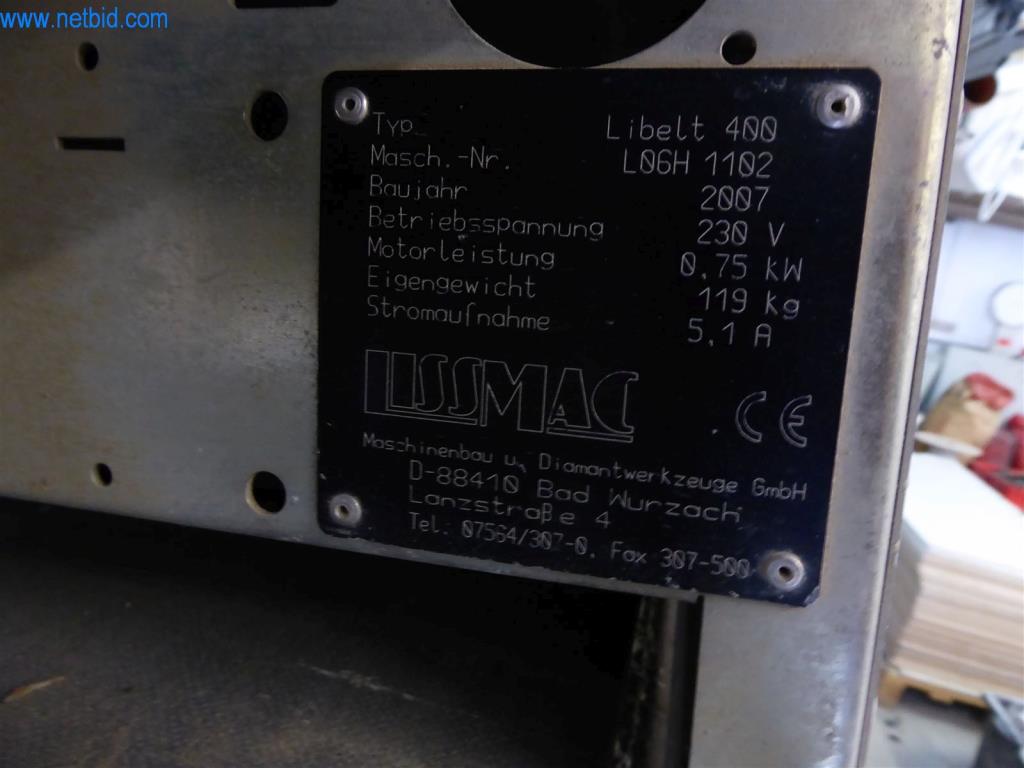 www.netbid.com
Typ Libelt 400
Masch.-Nr. L06H 1102
Baujahr 2007
Betriebsspannung 230 V
Motorleistung 0,75 kW
Eigengewicht 119 kg
Stromaufnahme 5,1 A
LISSMAC CE
Maschinenbau u. Diamantwerkzeuge GmbH
D-88410 Bad Wurzach
Lanzstraße 4
Tel. 07564/307-0, Fax 307-500